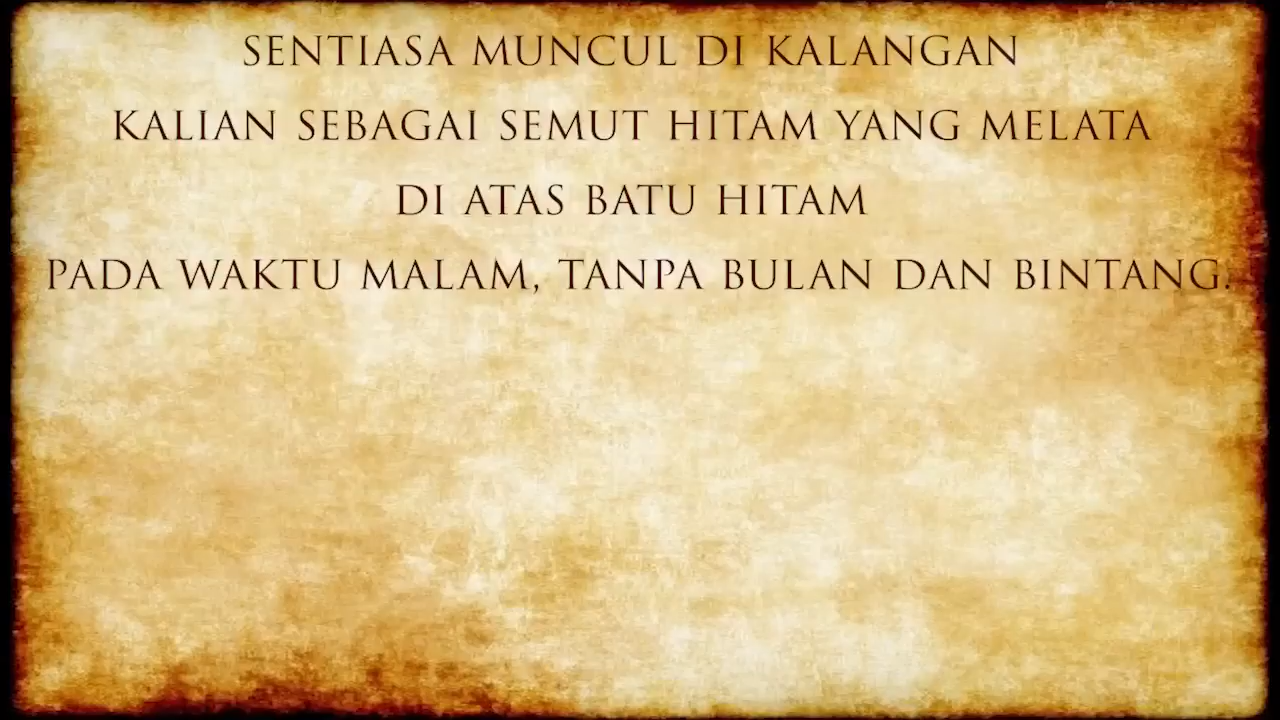 SENTIASA MUNCUL DI KALANGAN
KALIAN SEBAGAI SEMUT HITAM YANG MELATA
DI ATAS BATU HITAM
PADA WAKTU MALAM, TANPA BULAN DAN BINTANG.